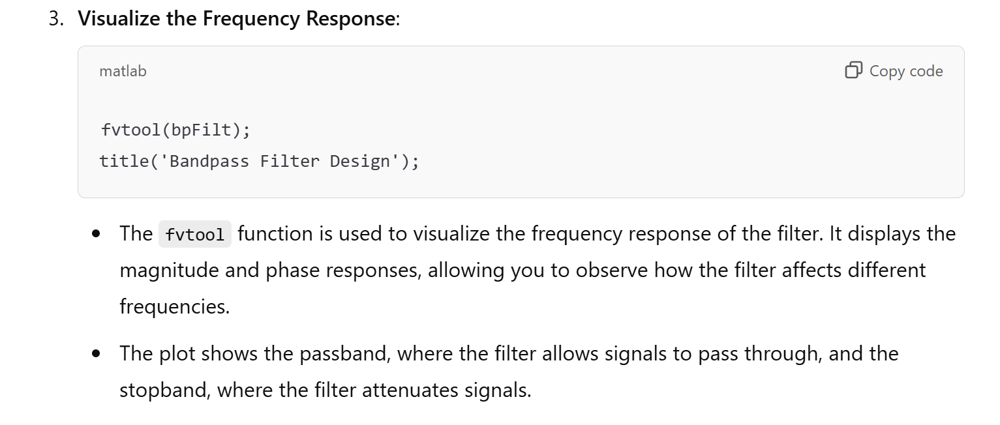 3. Visualize the Frequency Response:
matlab
Copy code
fvtool(bpFilt);
title('Bandpass Filter Design');
• The fvtool function is used to visualize the frequency response of the filter. It displays the
magnitude and phase responses, allowing you to observe how the filter affects different
frequencies.
• The plot shows the passband, where the filter allows signals to pass through, and the
stopband, where the filter attenuates signals.